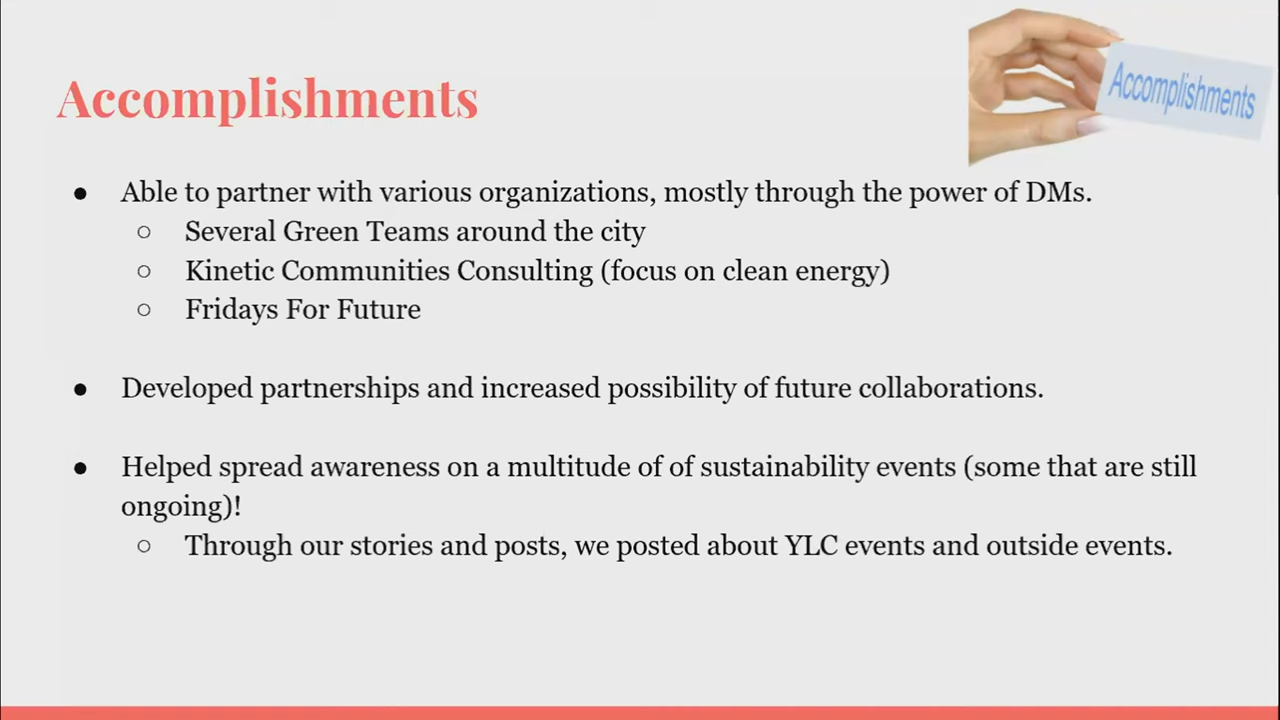 Accomplishments
Accomplishments
● Able to partner with various organizations, mostly through the power of DMs.
○ Several Green Teams around the city
○ Kinetic Communities Consulting (focus on clean energy)
○ Fridays For Future
● Developed partnerships and increased possibility of future collaborations.
● Helped spread awareness on a multitude of of sustainability events (some that are still
ongoing)!
○ Through our stories and posts, we posted about YLC events and outside events.